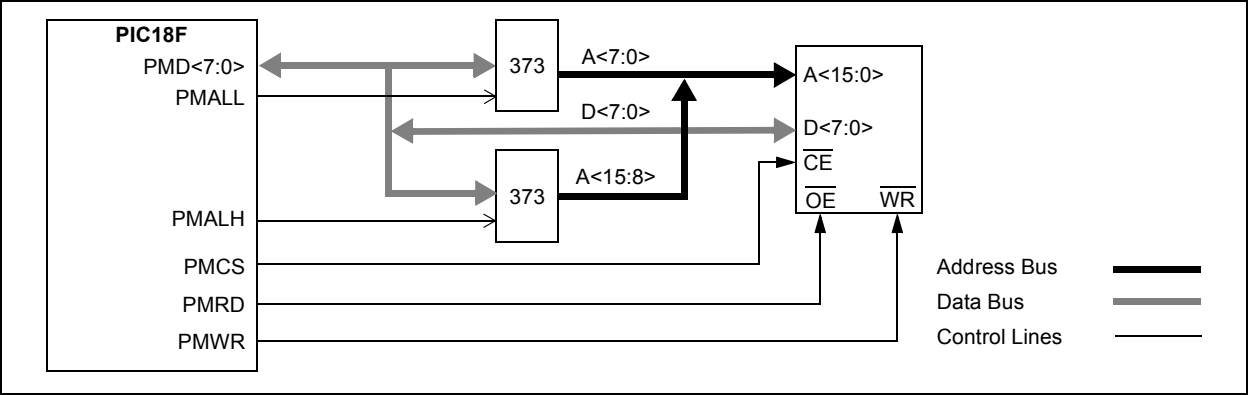 PIC18F
PMD<7:0>
PMALL
PMALH
PMCS
PMRD
PMWR
373
A<7:0>
D<7:0>
373
A<15:8>
A<15:0>
D<7:0>
CE
OE WR
Address Bus
Data Bus
Control Lines